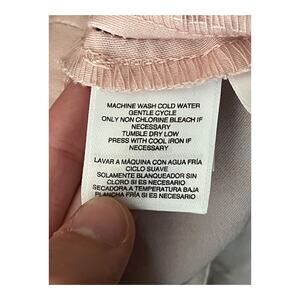 MACHINE WASH COLD WATER
GENTLE CYCLE
ONLY NON CHLORINE BLEACH IF
NECESSARY
TUMBLE DRY LOW
PRESS WITH COOL IRON IF
NECESSARY
LAVAR A MÁQUINA CON AGUA FRÍA
CICLO SUAVE
SOLAMENTE BLANQUEADOR SIN
CLORO SI ES NECESARIO
SECADORA A TEMPERATURA BAJA
PLANCHA FRÍA SI ES NECESARIO